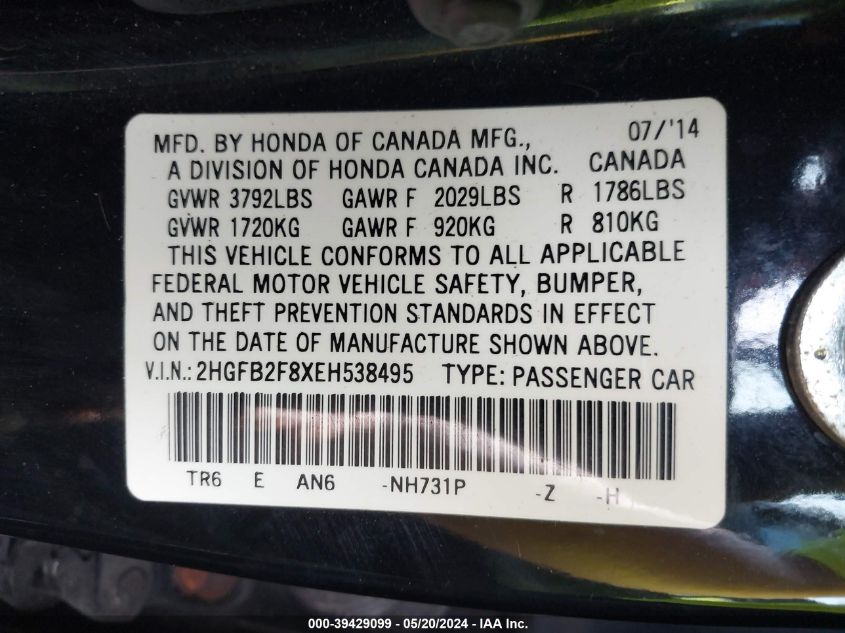 MFD. BY HONDA OF CANADA MFG., 07/'14
A DIVISION OF HONDA CANADA INC. CANADA
GVWR 3792LBS GAWR F 2029LBS R 1786LBS
GVWR 1720KG GAWR F 920KG R 810KG
THIS VEHICLE CONFORMS TO ALL APPLICABLE
FEDERAL MOTOR VEHICLE SAFETY, BUMPER,
AND THEFT PREVENTION STANDARDS IN EFFECT
ON THE DATE OF MANUFACTURE SHOWN ABOVE.
V.I.N.: 2HGFB2F8XEH538495 TYPE: PASSENGER CAR
TR6 E AN6 -NH731P -Z -H
000-39429099 - 05/20/2024 - IAA Inc.